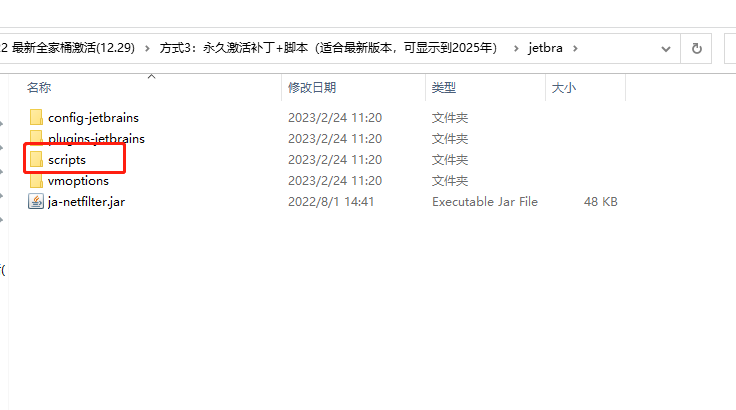 22 最新全家桶激活(12.29) › 方式3：永久激活补丁+脚本（适合最新版本，可显示到2025年） › jetbra ›
名称 修改日期 类型 大小
config-jetbrains 2023/2/24 11:20 文件夹
plugins-jetbrains 2023/2/24 11:20 文件夹
scripts 2023/2/24 11:20 文件夹
vmoptions 2023/2/24 11:20 文件夹
ja-netfilter.jar 2022/8/1 14:41 Executable Jar File 48 KB
(